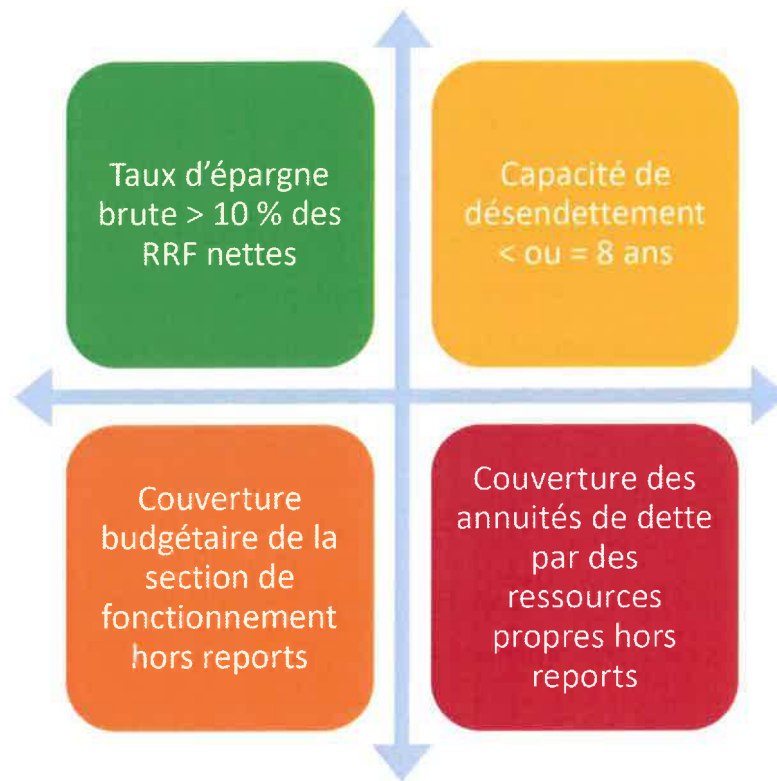 Taux d'épargne
brute > 10 % des
RRF nettes
Capacité de
désendettement
< ou = 8 ans
Couverture
budgétaire de la
section de
fonctionnement
hors reports
Couverture des
annuités de dette
par des
ressources
propres hors
reports